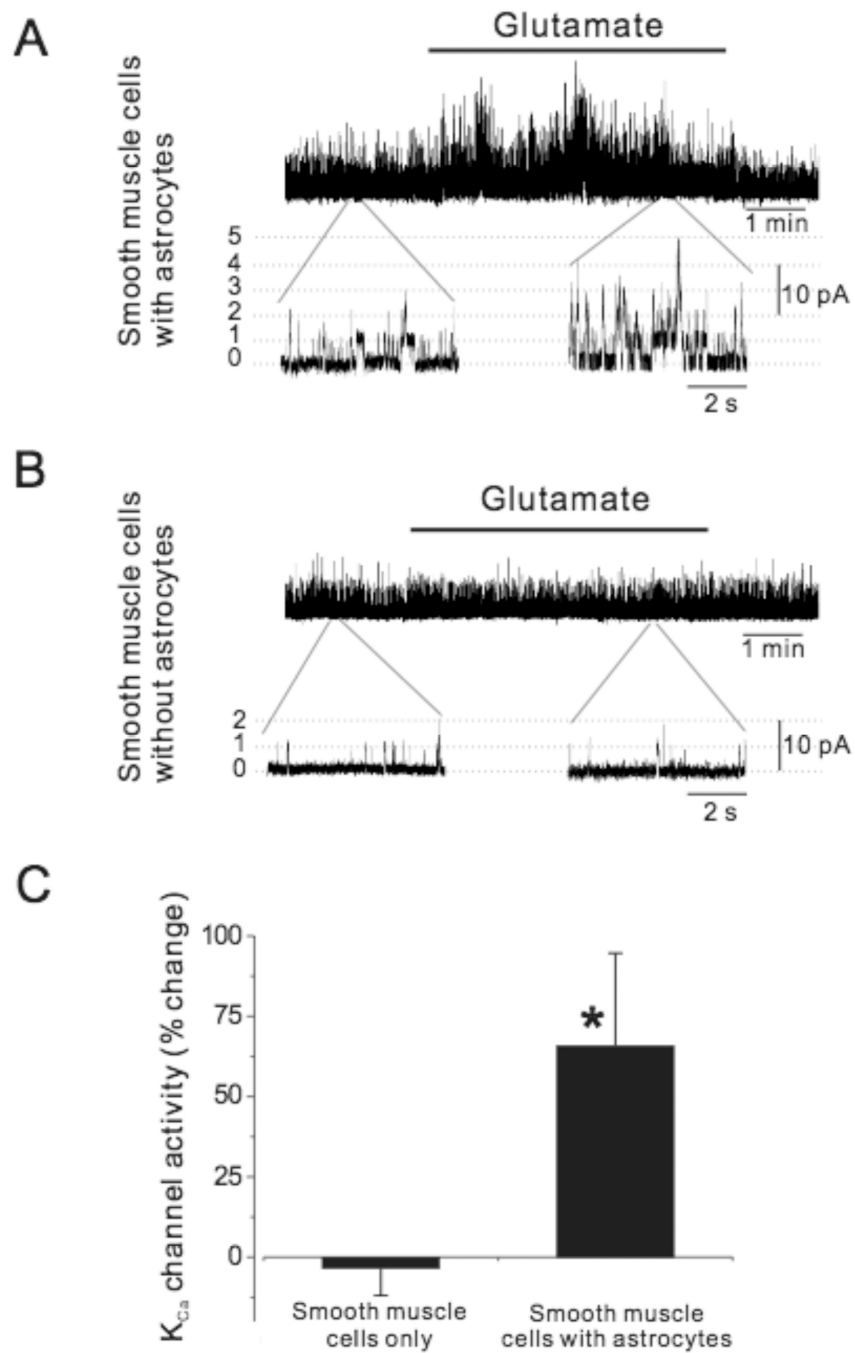 A
Glutamate
Smooth muscle cells
with astrocytes
1 min
5
4
3
2
1
0
10 pA
2 s
B
Glutamate
Smooth muscle cells
without astrocytes
1 min
2
1
0
10 pA
2 s
C
K_Ca channel activity (% change)
100
75
50
25
0
*
Smooth muscle
cells only
Smooth muscle
cells with astrocytes